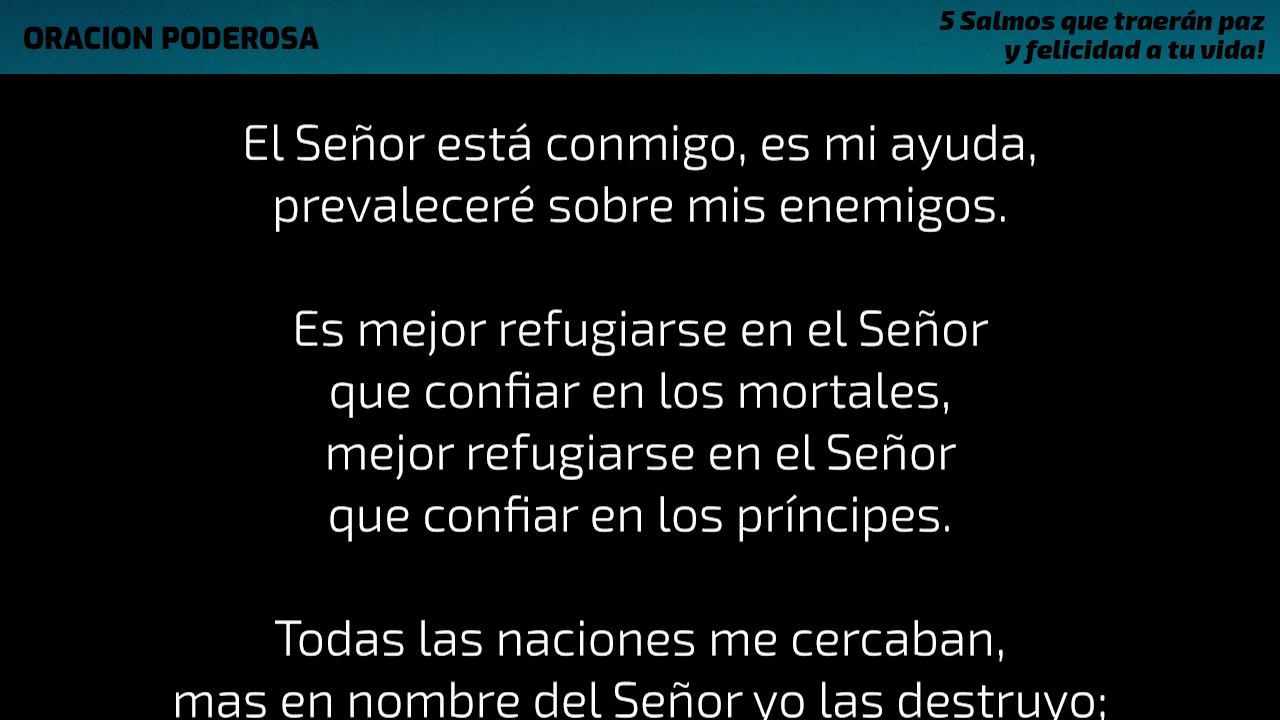 ORACION PODEROSA
5 Salmos que traerán paz
y felicidad a tu vida!
El Señor está conmigo, es mi ayuda,
prevaleceré sobre mis enemigos.
Es mejor refugiarse en el Señor
que confiar en los mortales,
mejor refugiarse en el Señor
que confiar en los príncipes.
Todas las naciones me cercaban,
mas en nombre del Señor yo las destruyo;